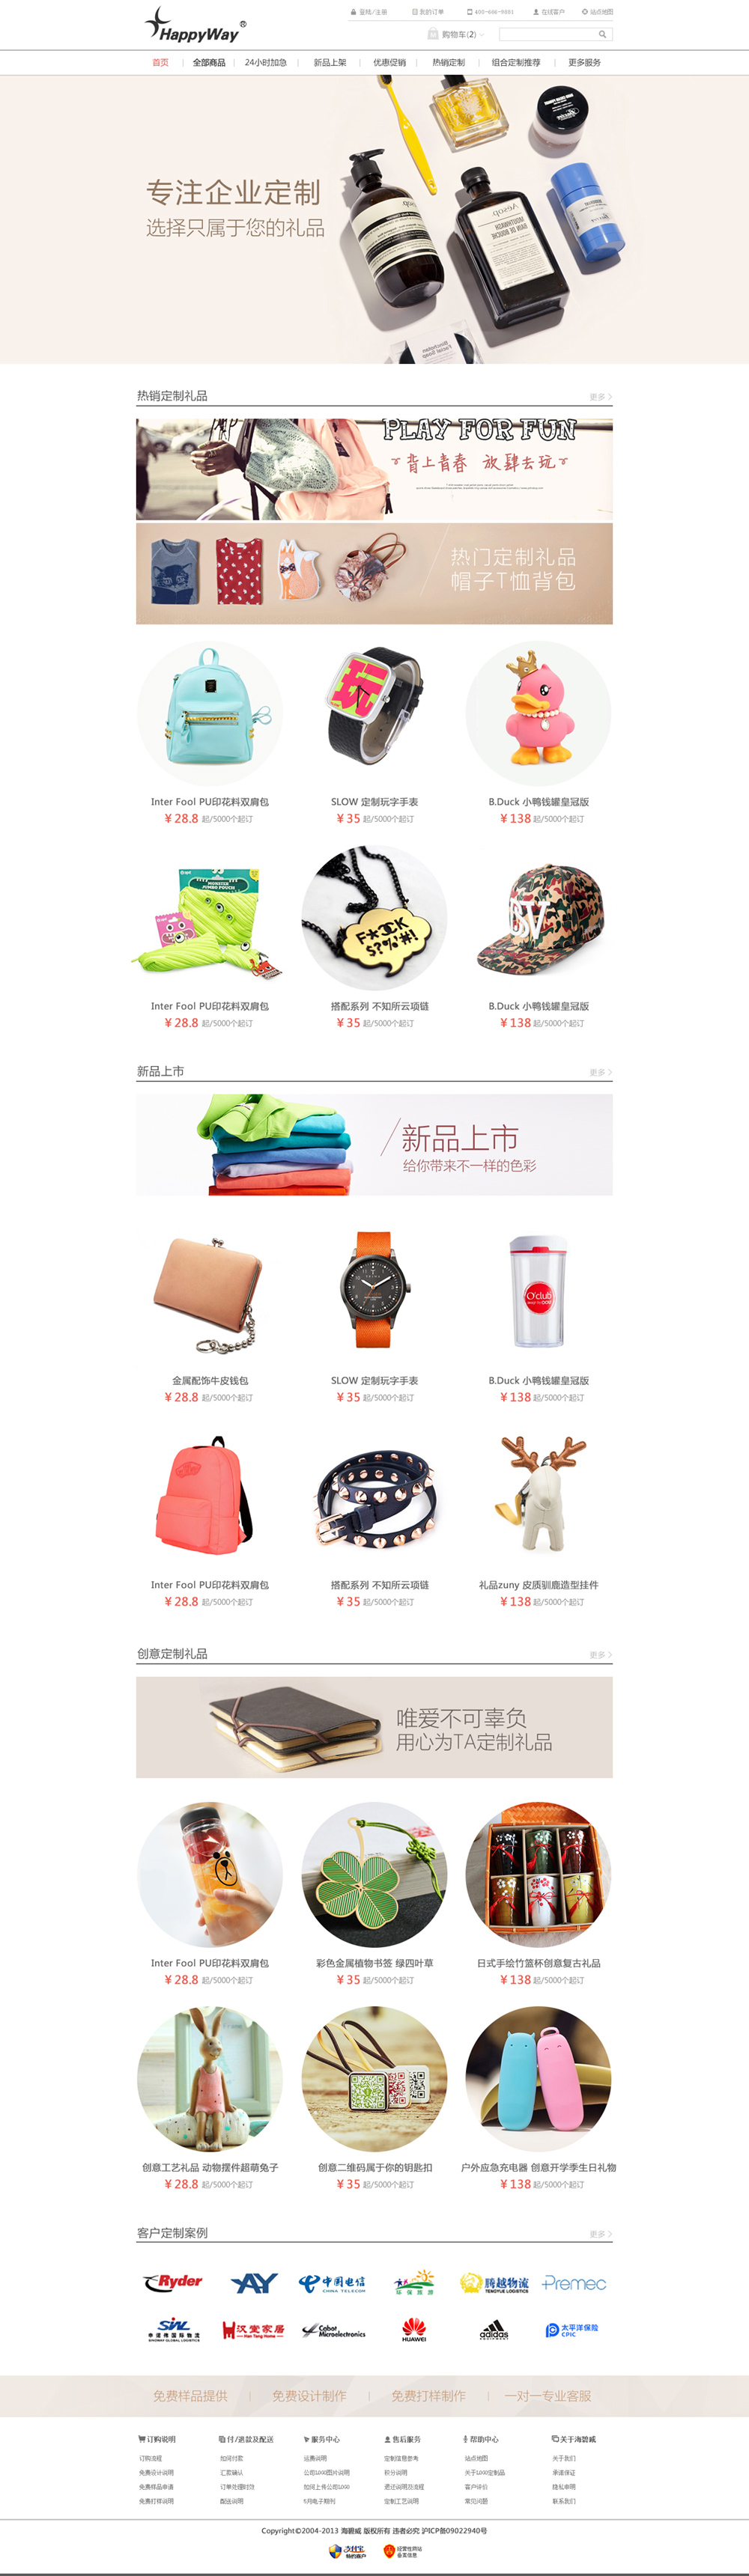 HappyWay®
登陆/注册 我的订单 400-666-9881 在线客户 站点地图
购物车(2)
首页 全部商品 24小时加急 新品上架 优惠促销 热销定制 组合定制推荐 更多服务
专注企业定制
选择只属于您的礼品
热销定制礼品 更多
PLAY FOR FUN
背上青春 放肆去玩
热门定制礼品
帽子T恤背包
Inter Fool PU印花料双肩包 SLOW 定制玩字手表 B.Duck 小鸭钱罐皇冠版
¥28.8 起/5000个起订 ¥35 起/5000个起订 ¥138 起/5000个起订
F*CK
$?%#!
Inter Fool PU印花料双肩包 搭配系列 不知所云项链 B.Duck 小鸭钱罐皇冠版
¥28.8 起/5000个起订 ¥35 起/5000个起订 ¥138 起/5000个起订
新品上市 更多
新品上市
给你带来不一样的色彩
O'club
金属配饰牛皮钱包 SLOW 定制玩字手表 B.Duck 小鸭钱罐皇冠版
¥28.8 起/5000个起订 ¥35 起/5000个起订 ¥138 起/5000个起订
Inter Fool PU印花料双肩包 搭配系列 不知所云项链 礼品zuny 皮质驯鹿造型挂件
¥28.8 起/5000个起订 ¥35 起/5000个起订 ¥138 起/5000个起订
创意定制礼品 更多
唯爱不可辜负
用心为TA定制礼品
Inter Fool PU印花料双肩包 彩色金属植物书签 绿四叶草 日式手绘竹篮杯创意复古礼品
¥28.8 起/5000个起订 ¥35 起/5000个起订 ¥138 起/5000个起订
创意工艺礼品 动物摆件超萌兔子 创意二维码属于你的钥匙扣 户外应急充电器 创意开学季生日礼物
¥28.8 起/5000个起订 ¥35 起/5000个起订 ¥138 起/5000个起订
客户定制案例 更多
Ryder AY 中国电信 CHINA TELECOM 环保旅游 腾越物流 TENGYUE LOGISTICS Premec
申诺伟国际物流 汉堂家居 Han Tang Home Cabot Microelectronics HUAWEI adidas 太平洋保险 CPIC
免费样品提供 免费设计制作 免费打样制作 一对一专业客服
订购说明 付/退款及配送 服务中心 售后服务 帮助中心 关于海碧威
订购流程 如何付款 运费说明 定制信息参考 站点地图 关于我们
免费设计说明 汇款确认 公司LOGO图片说明 积分说明 关于LOGO定制品 承诺保证
免费样品申请 订单处理时效 如何上传公司LOGO 退还说明及流程 客户评价 隐私申明
免费打样说明 配送说明 5月电子期刊 定制工艺说明 常见问题 联系我们
Copyright©2004-2013 海碧威 版权所有 违者必究 沪ICP备09022940号
支付宝 特约商户 经营性网站 备案信息